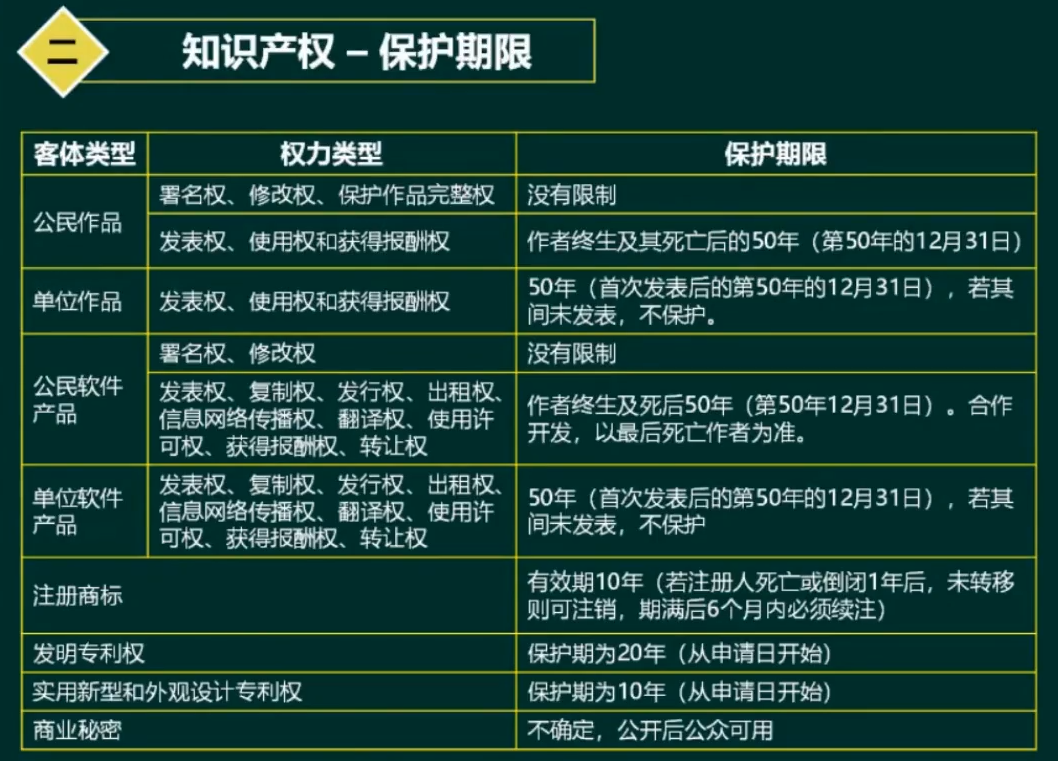 二
知识产权 – 保护期限
客体类型 权力类型 保护期限
公民作品
署名权、修改权、保护作品完整权 没有限制
发表权、使用权和获得报酬权 作者终生及其死亡后的50年（第50年的12月31日）
单位作品
发表权、使用权和获得报酬权
50年（首次发表后的第50年的12月31日），若其
间未发表，不保护。
公民软件
产品
署名权、修改权 没有限制
发表权、复制权、发行权、出租权、
信息网络传播权、翻译权、使用许
可权、获得报酬权、转让权
作者终生及死后50年（第50年12月31日）。合作
开发，以最后死亡作者为准。
单位软件
产品
发表权、复制权、发行权、出租权、
信息网络传播权、翻译权、使用许
可权、获得报酬权、转让权
50年（首次发表后的第50年的12月31日），若其
间未发表，不保护
注册商标
有效期10年（若注册人死亡或倒闭1年后，未转移
则可注销，期满后6个月内必须续注）
发明专利权 保护期为20年（从申请日开始）
实用新型和外观设计专利权 保护期为10年（从申请日开始）
商业秘密 不确定，公开后公众可用